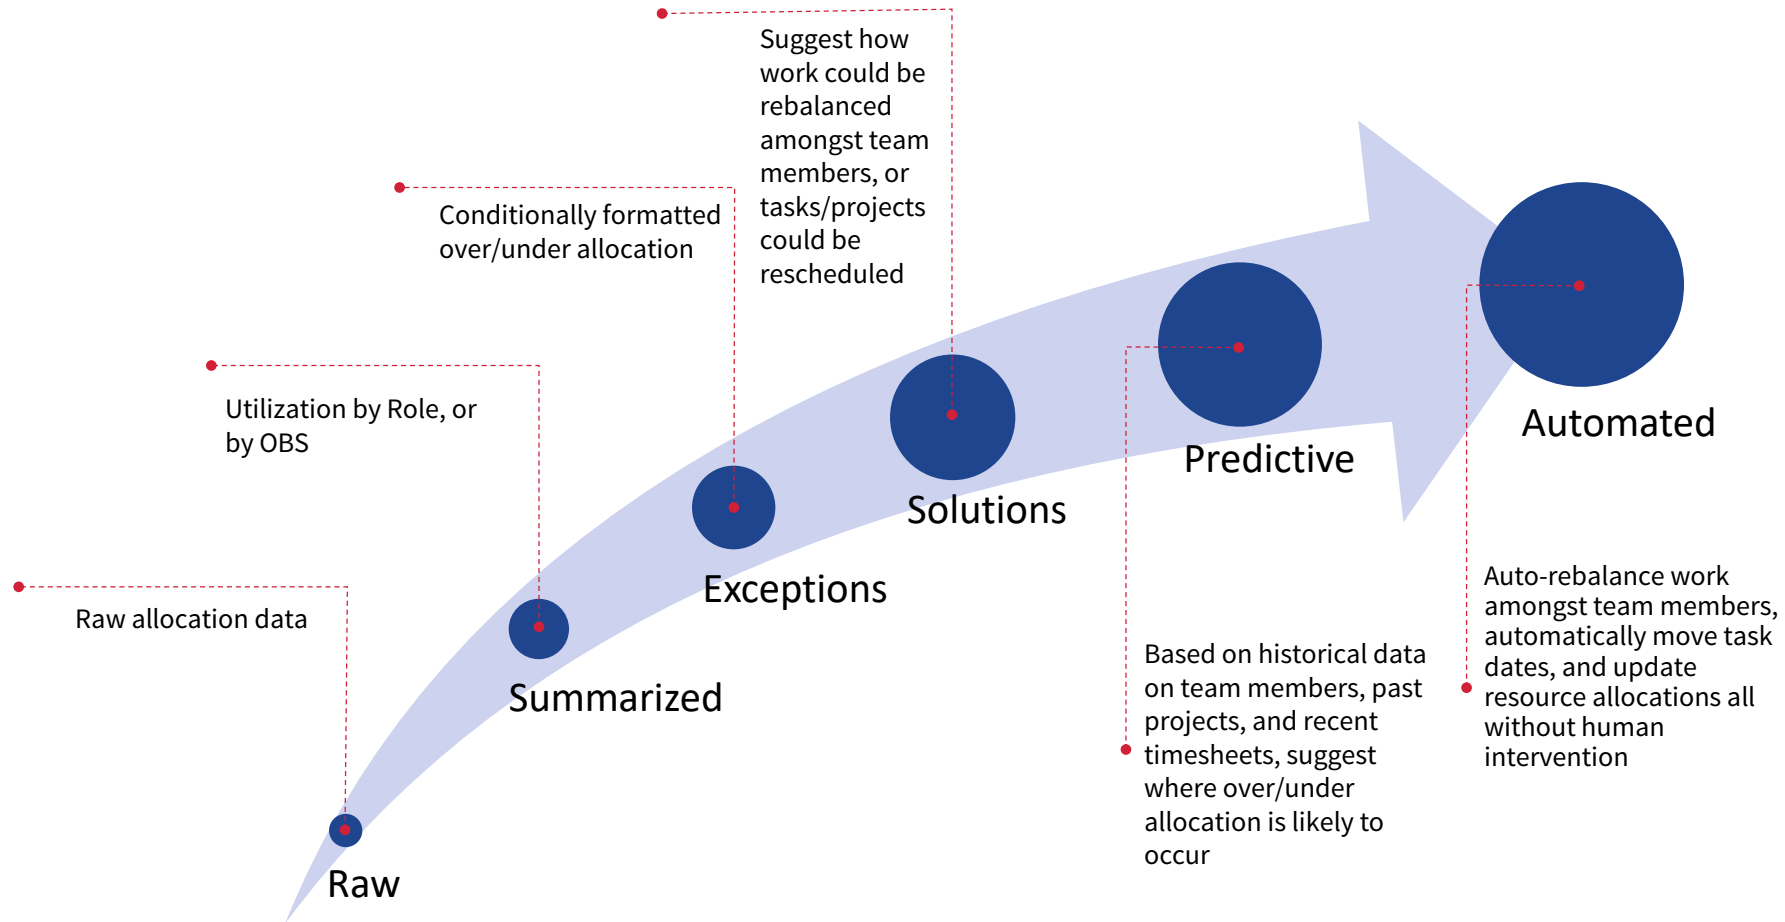 Suggest how
work could be
rebalanced
amongst team
members, or
tasks/projects
could be
rescheduled
Conditionally formatted
over/under allocation
Utilization by Role, or
by OBS
Raw allocation data
Raw
Summarized
Exceptions
Solutions
Predictive
Automated
Based on historical data
on team members, past
projects, and recent
timesheets, suggest
where over/under
allocation is likely to
occur
Auto-rebalance work
amongst team members,
automatically move task
dates, and update
resource allocations all
without human
intervention